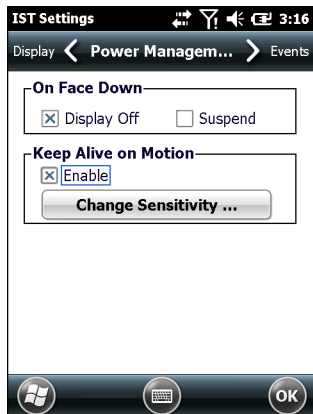 IST Settings 3:16
Display Power Managem... Events
On Face Down
Display Off Suspend
Keep Alive on Motion
Enable
Change Sensitivity ...
OK